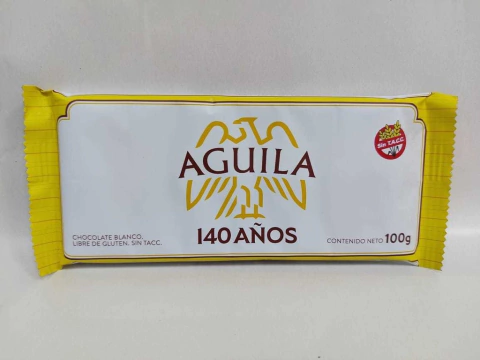 Sin T.A.C.C.
AGUILA
140 AÑOS
CHOCOLATE BLANCO,
LIBRE DE GLUTEN, SIN TACC.
CONTENIDO NETO 100g